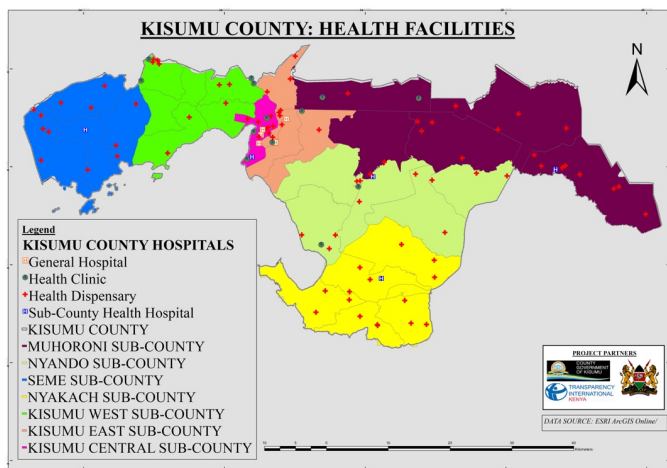 KISUMU COUNTY: HEALTH FACILITIES
N
Legend
KISUMU COUNTY HOSPITALS
General Hospital
Health Clinic
Health Dispensary
Sub-County Health Hospital
KISUMU COUNTY
MUHORONI SUB-COUNTY
NYANDO SUB-COUNTY
SEME SUB-COUNTY
NYAKACH SUB-COUNTY
KISUMU WEST SUB-COUNTY
KISUMU EAST SUB-COUNTY
KISUMU CENTRAL SUB-COUNTY
PROJECT PARTNERS
COUNTY
GOVERNMENT
OF KISUMU
TRANSPARENCY
INTERNATIONAL
KENYA
DATA SOURCE: ESRI ArcGIS Online/